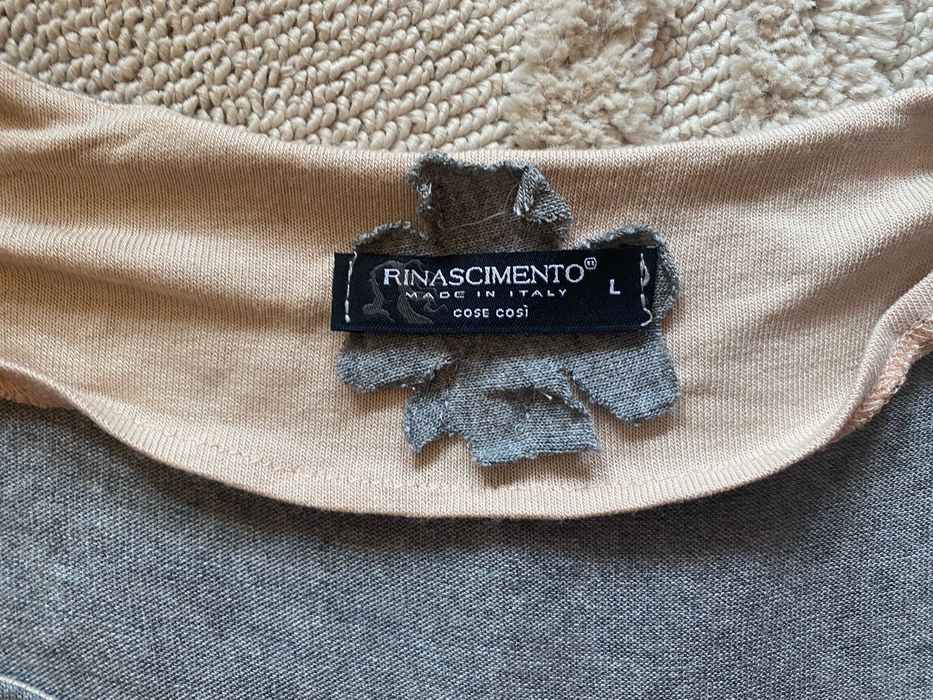 RINASCIMENTO®
MADE IN ITALY
L
COSE COSÌ